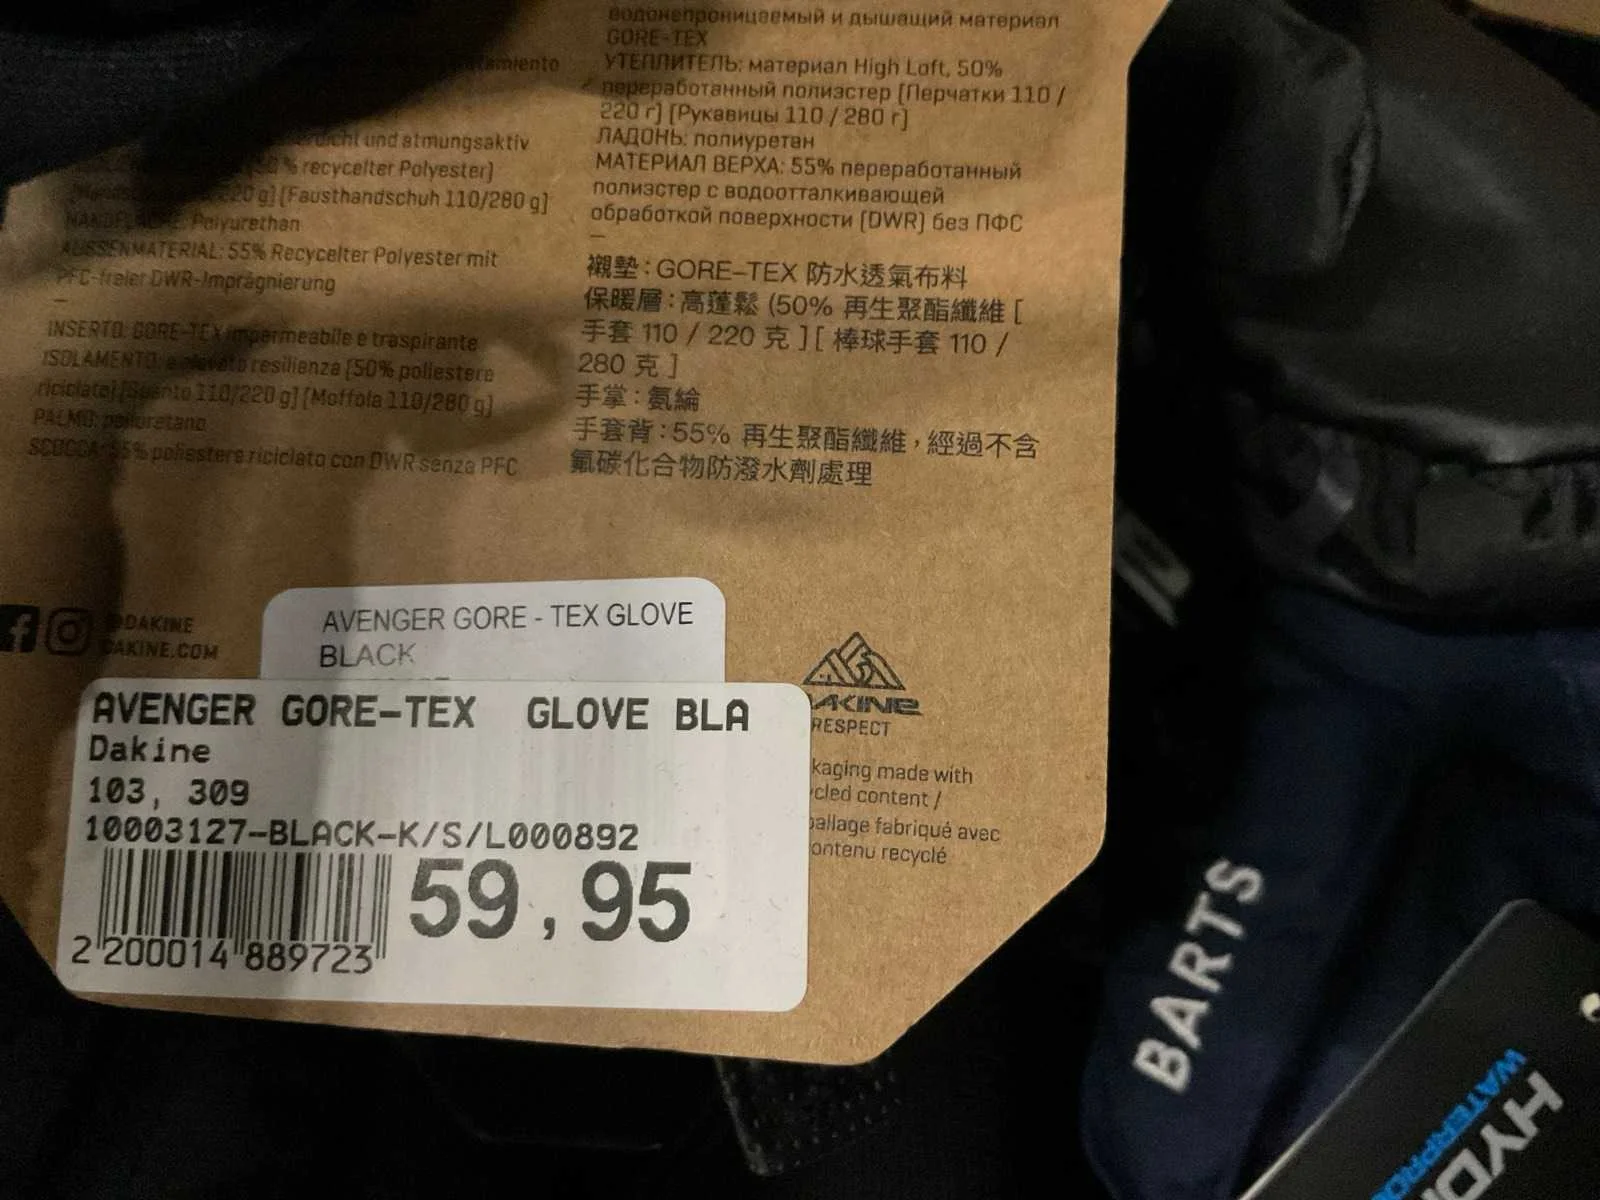 tamiento
und atmungsaktiv
% recycelter Polyester]
20 g] [Fausthandschuh 110/280 g]
HANDFLÄCHE: Polyurethan
AUSSENMATERIAL: 55% Recycelter Polyester mit
PFC-freier DWR-Imprägnierung
–
INSERTO: GORE-TEX impermeabile e traspirante
ISOLAMENTO: a elevata resilienza [50% poliestere
riciclato] [Guanto 110/220 g] [Moffola 110/280 g]
PALMO: poliuretano
SCOCCA: 55% poliestere riciclato con DWR senza PFC
водонепроницаемый и дышащий материал
GORE-TEX
УТЕПЛИТЕЛЬ: материал High Loft, 50%
переработанный полиэстер [Перчатки 110 /
220 г] [Рукавицы 110 / 280 г]
ЛАДОНЬ: полиуретан
МАТЕРИАЛ ВЕРХА: 55% переработанный
полиэстер с водоотталкивающей
обработкой поверхности [DWR] без ПФС
–
襯墊：GORE-TEX 防水透氣布料
保暖層：高蓬鬆 (50% 再生聚酯纖維 [
手套 110 / 220 克 ] [ 棒球手套 110 /
280 克 ]
手掌：氨綸
手套背：55% 再生聚酯纖維，經過不含
氟碳化合物防潑水劑處理
@DAKINE
DAKINE.COM
AVENGER GORE - TEX GLOVE
BLACK
AVENGER GORE-TEX GLOVE BLA
Dakine
103, 309
10003127-BLACK-K/S/L000892
59,95
2 200014 889723
DAKINE
RESPECT
kaging made with
cled content /
ballage fabriqué avec
ontenu recyclé
BARTS
HYD
WATERPRO